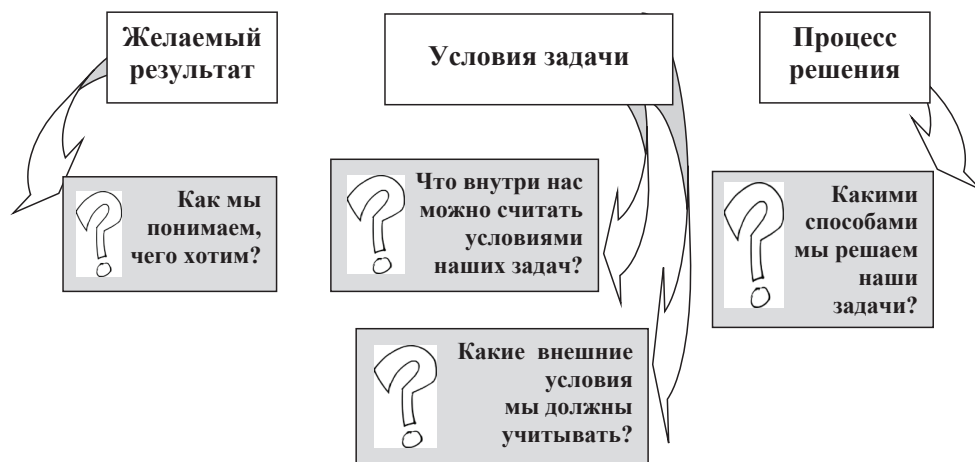 Желаемый
результат
Условия задачи
Процесс
решения
Как мы
понимаем,
чего хотим?
Что внутри нас
можно считать
условиями
наших задач?
Какими
способами
мы решаем
наши
задачи?
Какие внешние
условия
мы должны
учитывать?